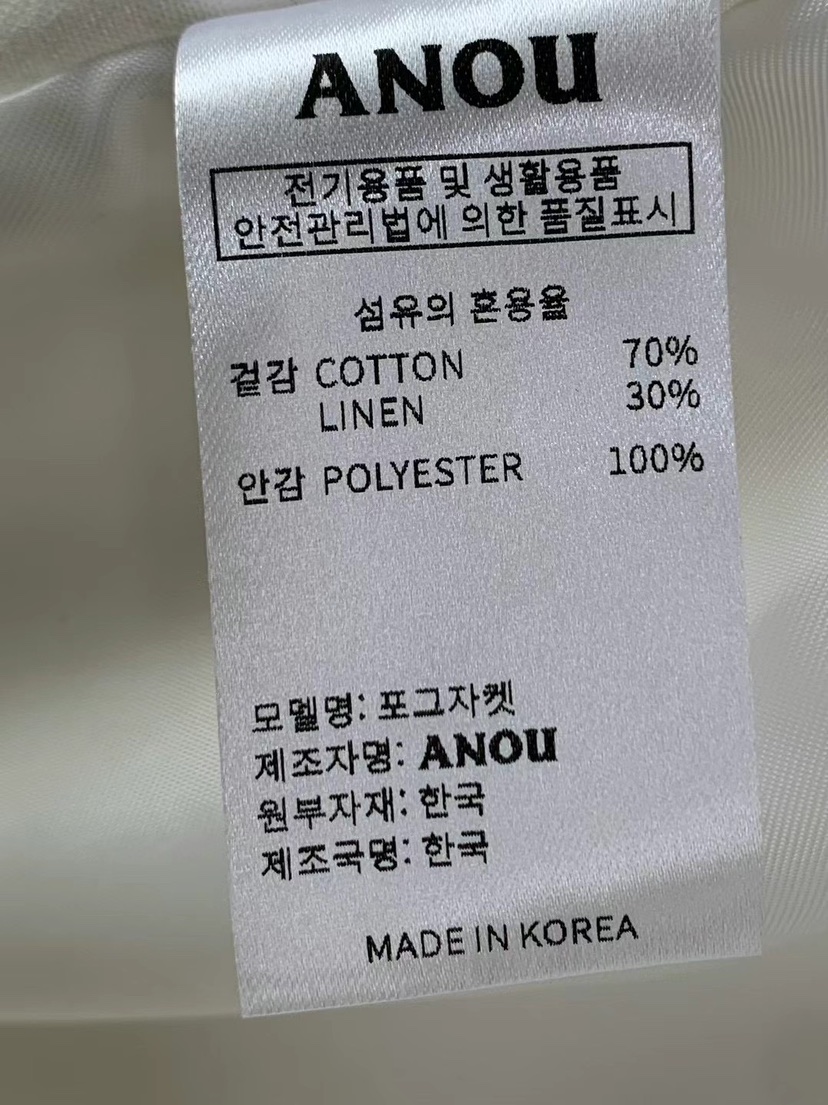 ANOU
전기용품 및 생활용품
안전관리법에 의한 품질표시
섬유의 혼용율
겉감 COTTON 70%
LINEN 30%
안감 POLYESTER 100%
모델명: 포그자켓
제조자명: ANOU
원부자재: 한국
제조국명: 한국
MADE IN KOREA